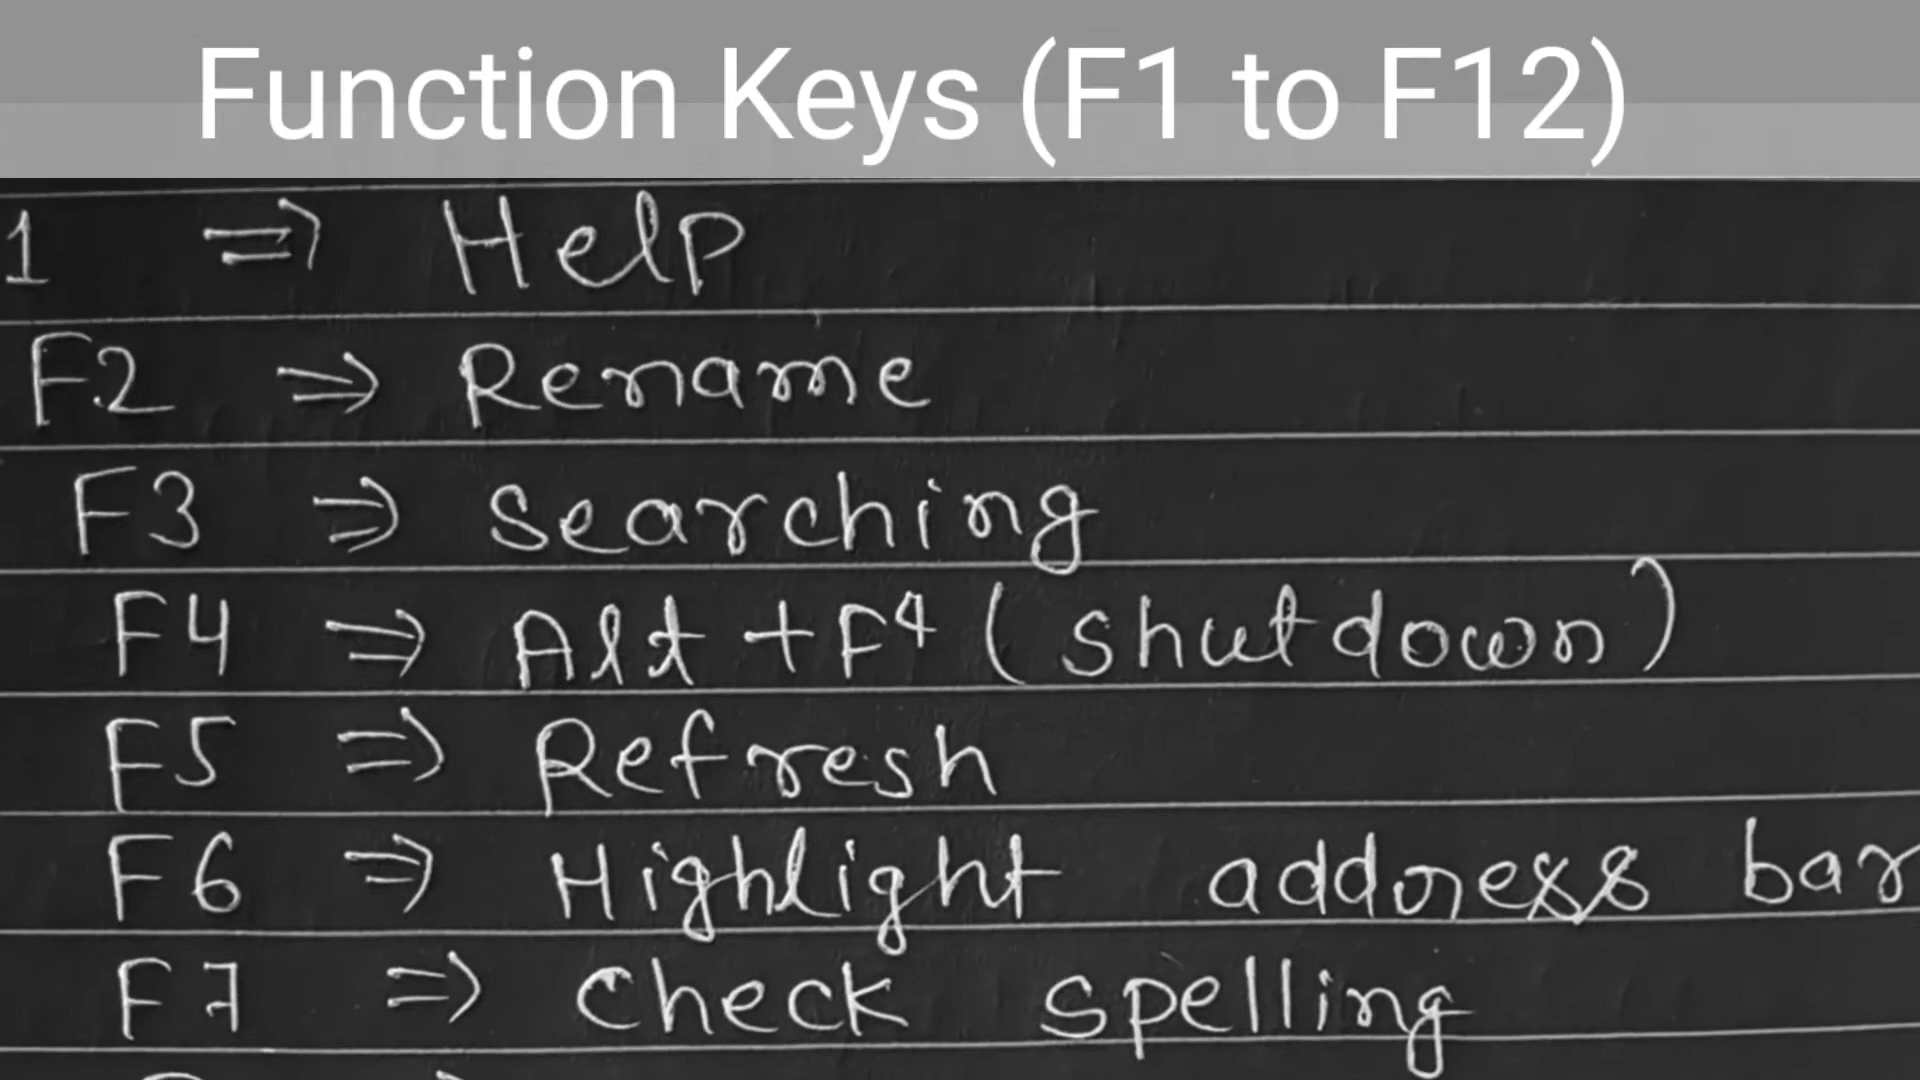 Function Keys (F1 to F12)
1 => Help
F2 => Rename
F3 => Searching
F4 => Alt + F4 (Shutdown)
F5 => Refresh
F6 => Highlight address bar
F7 => Check spelling